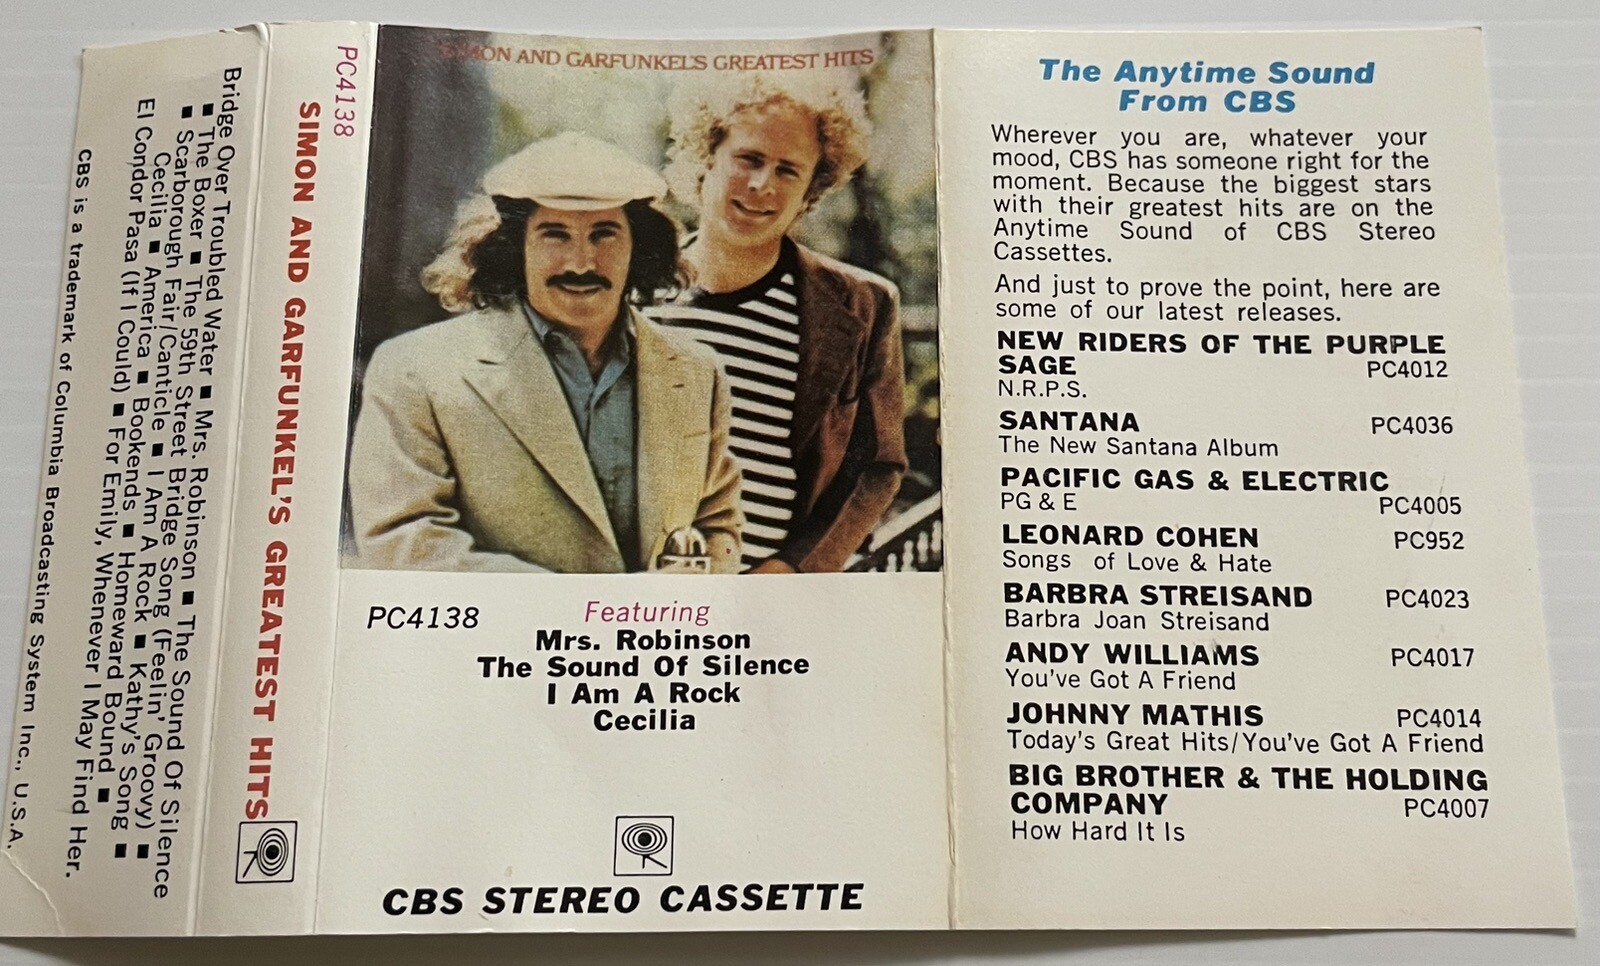 Bridge Over Troubled Water ■ Mrs. Robinson ■ The Sound Of Silence
■ The Boxer ■ The 59th Street Bridge Song (Feelin' Groovy) ■
■ Scarborough Fair/Canticle ■ I Am A Rock ■ Kathy's Song ■
Cecilia ■ America ■ Bookends ■ Homeward Bound ■
El Condor Pasa (If I Could) ■ For Emily, Whenever I May Find Her.
CBS is a trademark of Columbia Broadcasting System Inc., U.S.A.
PC4138
SIMON AND GARFUNKEL'S GREATEST HITS
SIMON AND GARFUNKEL'S GREATEST HITS
PC4138
Featuring
Mrs. Robinson
The Sound Of Silence
I Am A Rock
Cecilia
CBS STEREO CASSETTE
The Anytime Sound
From CBS
Wherever you are, whatever your
mood, CBS has someone right for the
moment. Because the biggest stars
with their greatest hits are on the
Anytime Sound of CBS Stereo
Cassettes.
And just to prove the point, here are
some of our latest releases.
NEW RIDERS OF THE PURPLE
SAGE PC4012
N.R.P.S.
SANTANA PC4036
The New Santana Album
PACIFIC GAS & ELECTRIC
PG & E PC4005
LEONARD COHEN PC952
Songs of Love & Hate
BARBRA STREISAND PC4023
Barbra Joan Streisand
ANDY WILLIAMS PC4017
You've Got A Friend
JOHNNY MATHIS PC4014
Today's Great Hits/You've Got A Friend
BIG BROTHER & THE HOLDING
COMPANY PC4007
How Hard It Is